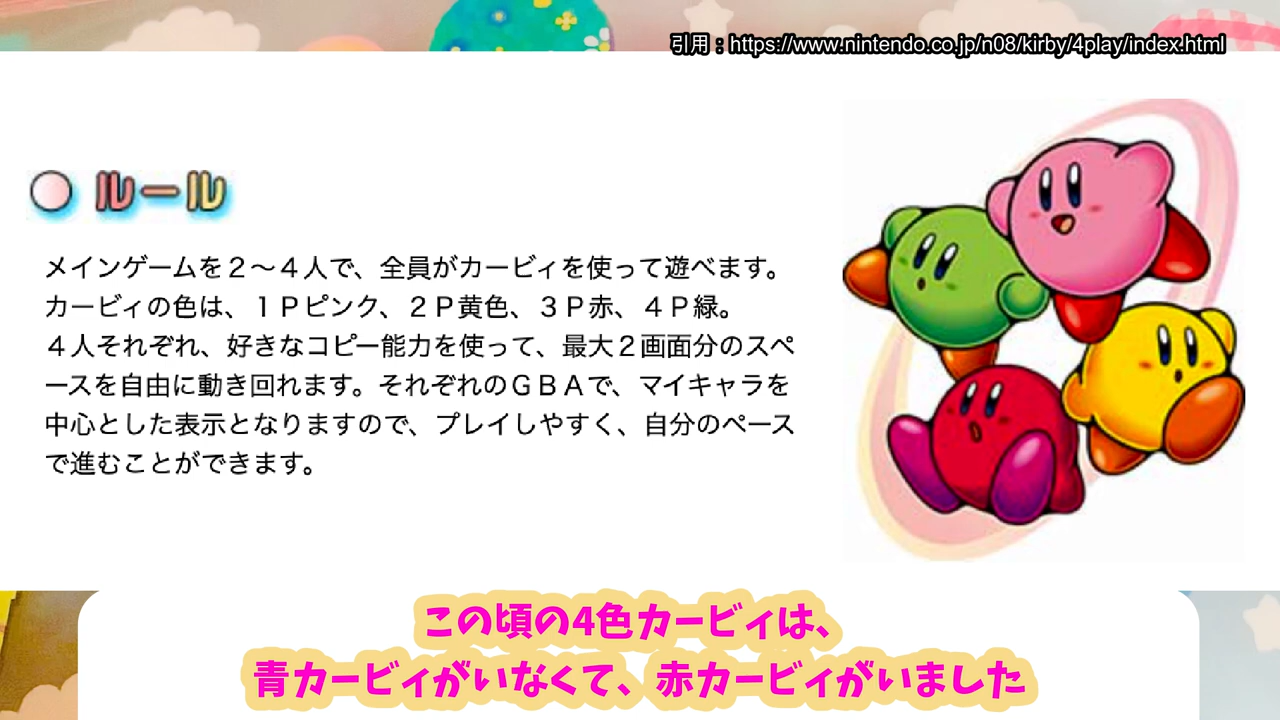 引用：https://www.nintendo.co.jp/n08/kirby/4play/index.html
ルール
メインゲームを２～４人で、全員がカービィを使って遊べます。
カービィの色は、１Ｐピンク、２Ｐ黄色、３Ｐ赤、４Ｐ緑。
４人それぞれ、好きなコピー能力を使って、最大２画面分のスペ
ースを自由に動き回れます。それぞれのＧＢＡで、マイキャラを
中心とした表示となりますので、プレイしやすく、自分のペース
で進むことができます。
この頃の4色カービィは、
青カービィがいなくて、赤カービィがいました